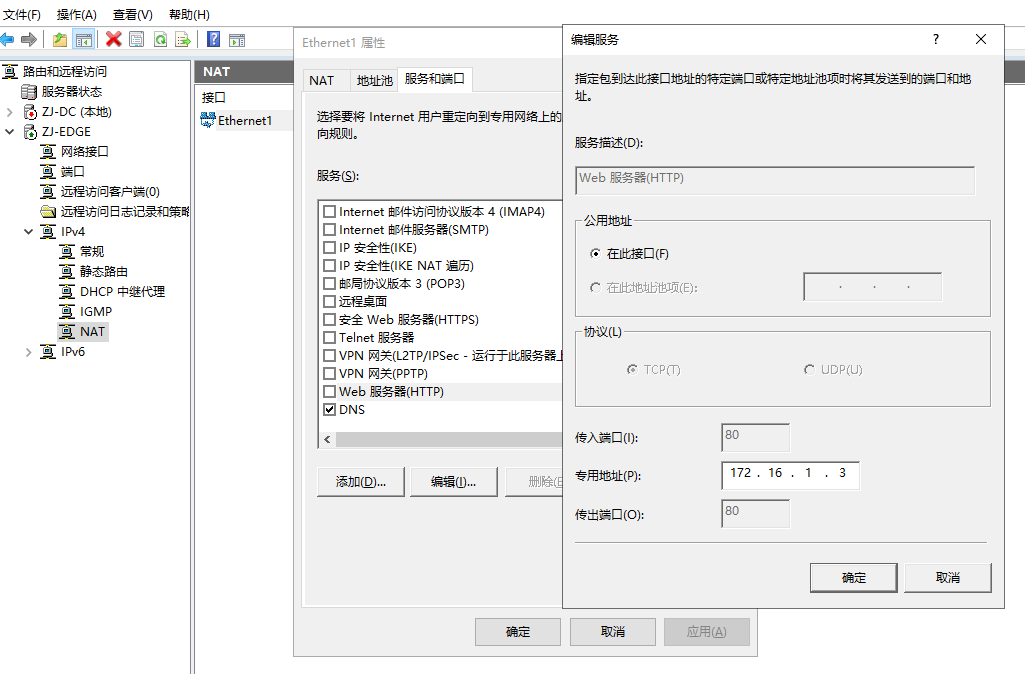 文件(F) 操作(A) 查看(V) 帮助(H)
路由和远程访问
服务器状态
ZJ-DC (本地)
ZJ-EDGE
网络接口
端口
远程访问客户端(0)
远程访问日志记录和策略
IPv4
常规
静态路由
DHCP 中继代理
IGMP
NAT
IPv6
NAT
接口
Ethernet1
Ethernet1 属性
NAT 地址池 服务和端口
选择要将 Internet 用户重定向到专用网络上的
向规则。
服务(S):
Internet 邮件访问协议版本 4 (IMAP4)
Internet 邮件服务器(SMTP)
IP 安全性(IKE)
IP 安全性(IKE NAT 遍历)
邮局协议版本 3 (POP3)
远程桌面
安全 Web 服务器(HTTPS)
Telnet 服务器
VPN 网关(L2TP/IPSec - 运行于此服务器上
VPN 网关(PPTP)
Web 服务器(HTTP)
DNS
添加(D)... 编辑(I)... 删除(E
确定 取消 应用(A)
编辑服务
指定包到达此接口地址的特定端口或特定地址池项时将其发送到的端口和地
址。
服务描述(D):
Web 服务器(HTTP)
公用地址
在此接口(F)
在此地址池项(E):
协议(L)
TCP(T) UDP(U)
传入端口(I): 80
专用地址(P): 172 . 16 . 1 . 3
传出端口(O): 80
确定 取消